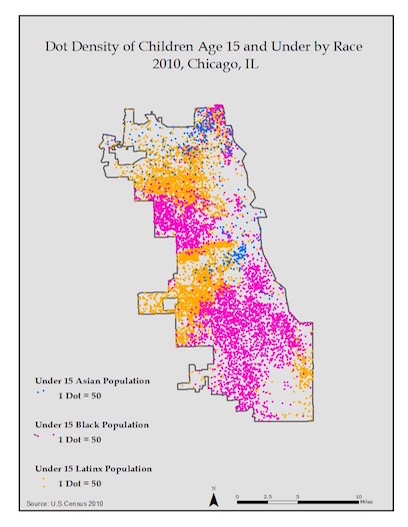 Dot Density of Children Age 15 and Under by Race
2010, Chicago, IL
Under 15 Asian Population
1 Dot = 50
Under 15 Black Population
1 Dot = 50
Under 15 Latinx Population
1 Dot = 50
Source: U.S.Census 2010
N
0 2.5 5 10
Miles